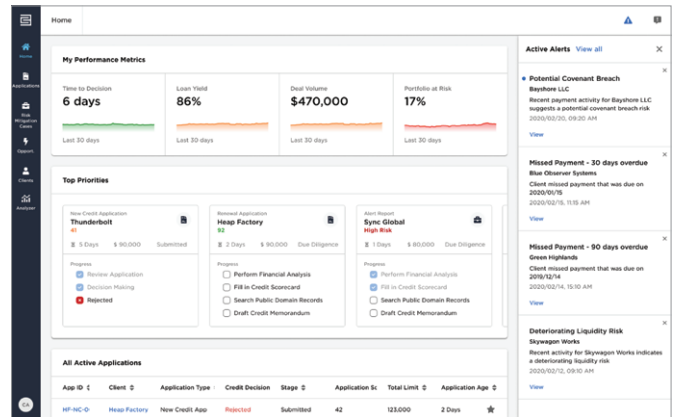 Home
Home
Applications
Risk
Mitigation
Cases
Support
Clients
Analyzer
CA
My Performance Metrics
Time to Decision
6 days
Last 30 days
Loan Yield
86%
Last 30 days
Deal Volume
$470,000
Last 30 days
Portfolio at Risk
17%
Last 30 days
Top Priorities
New Credit Application
Thunderbolt
41
5 Days $ 90,000 Submitted
Progress
Review Application
Decision Making
Rejected
Renewal Application
Heap Factory
92
2 Days $ 90,000 Due Diligence
Progress
Perform Financial Analysis
Fill in Credit Scorecard
Search Public Domain Records
Draft Credit Memorandum
Alert Report
Sync Global
High Risk
1 Days $ 80,000 Due Diligence
Progress
Perform Financial Analysis
Fill in Credit Scorecard
Search Public Domain Records
Draft Credit Memorandum
All Active Applications
App ID Client Application Type Credit Decision Stage Application Sc Total Limit Application Age
HF-NC-D Heap Factory New Credit App Rejected Submitted 42 123,000 2 Days
Active Alerts View all
Potential Covenant Breach
Bayshore LLC
Recent payment activity for Bayshore LLC
suggests a potential covenant breach risk
2020/02/20, 09:20 AM
View
Missed Payment - 30 days overdue
Blue Observer Systems
Client missed payment that was due on
2020/01/15
2020/02/15, 11:15 AM
View
Missed Payment - 90 days overdue
Green Highlands
Client missed payment that was due on
2019/12/14
2020/02/14, 15:10 AM
View
Deteriorating Liquidity Risk
Skywagon Works
Recent activity for Skywagon Works indicates
a deteriorating liquidity risk
2020/02/12, 09:10 AM
View